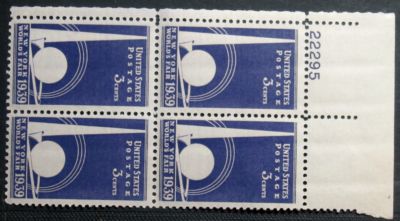 UNITED STATES
POSTAGE
3 CENTS
NEW YORK
WORLD'S FAIR
1939
UNITED STATES
POSTAGE
3 CENTS
NEW YORK
WORLD'S FAIR
1939
22295
UNITED STATES
POSTAGE
3 CENTS
NEW YORK
WORLD'S FAIR
1939
UNITED STATES
POSTAGE
3 CENTS
NEW YORK
WORLD'S FAIR
1939